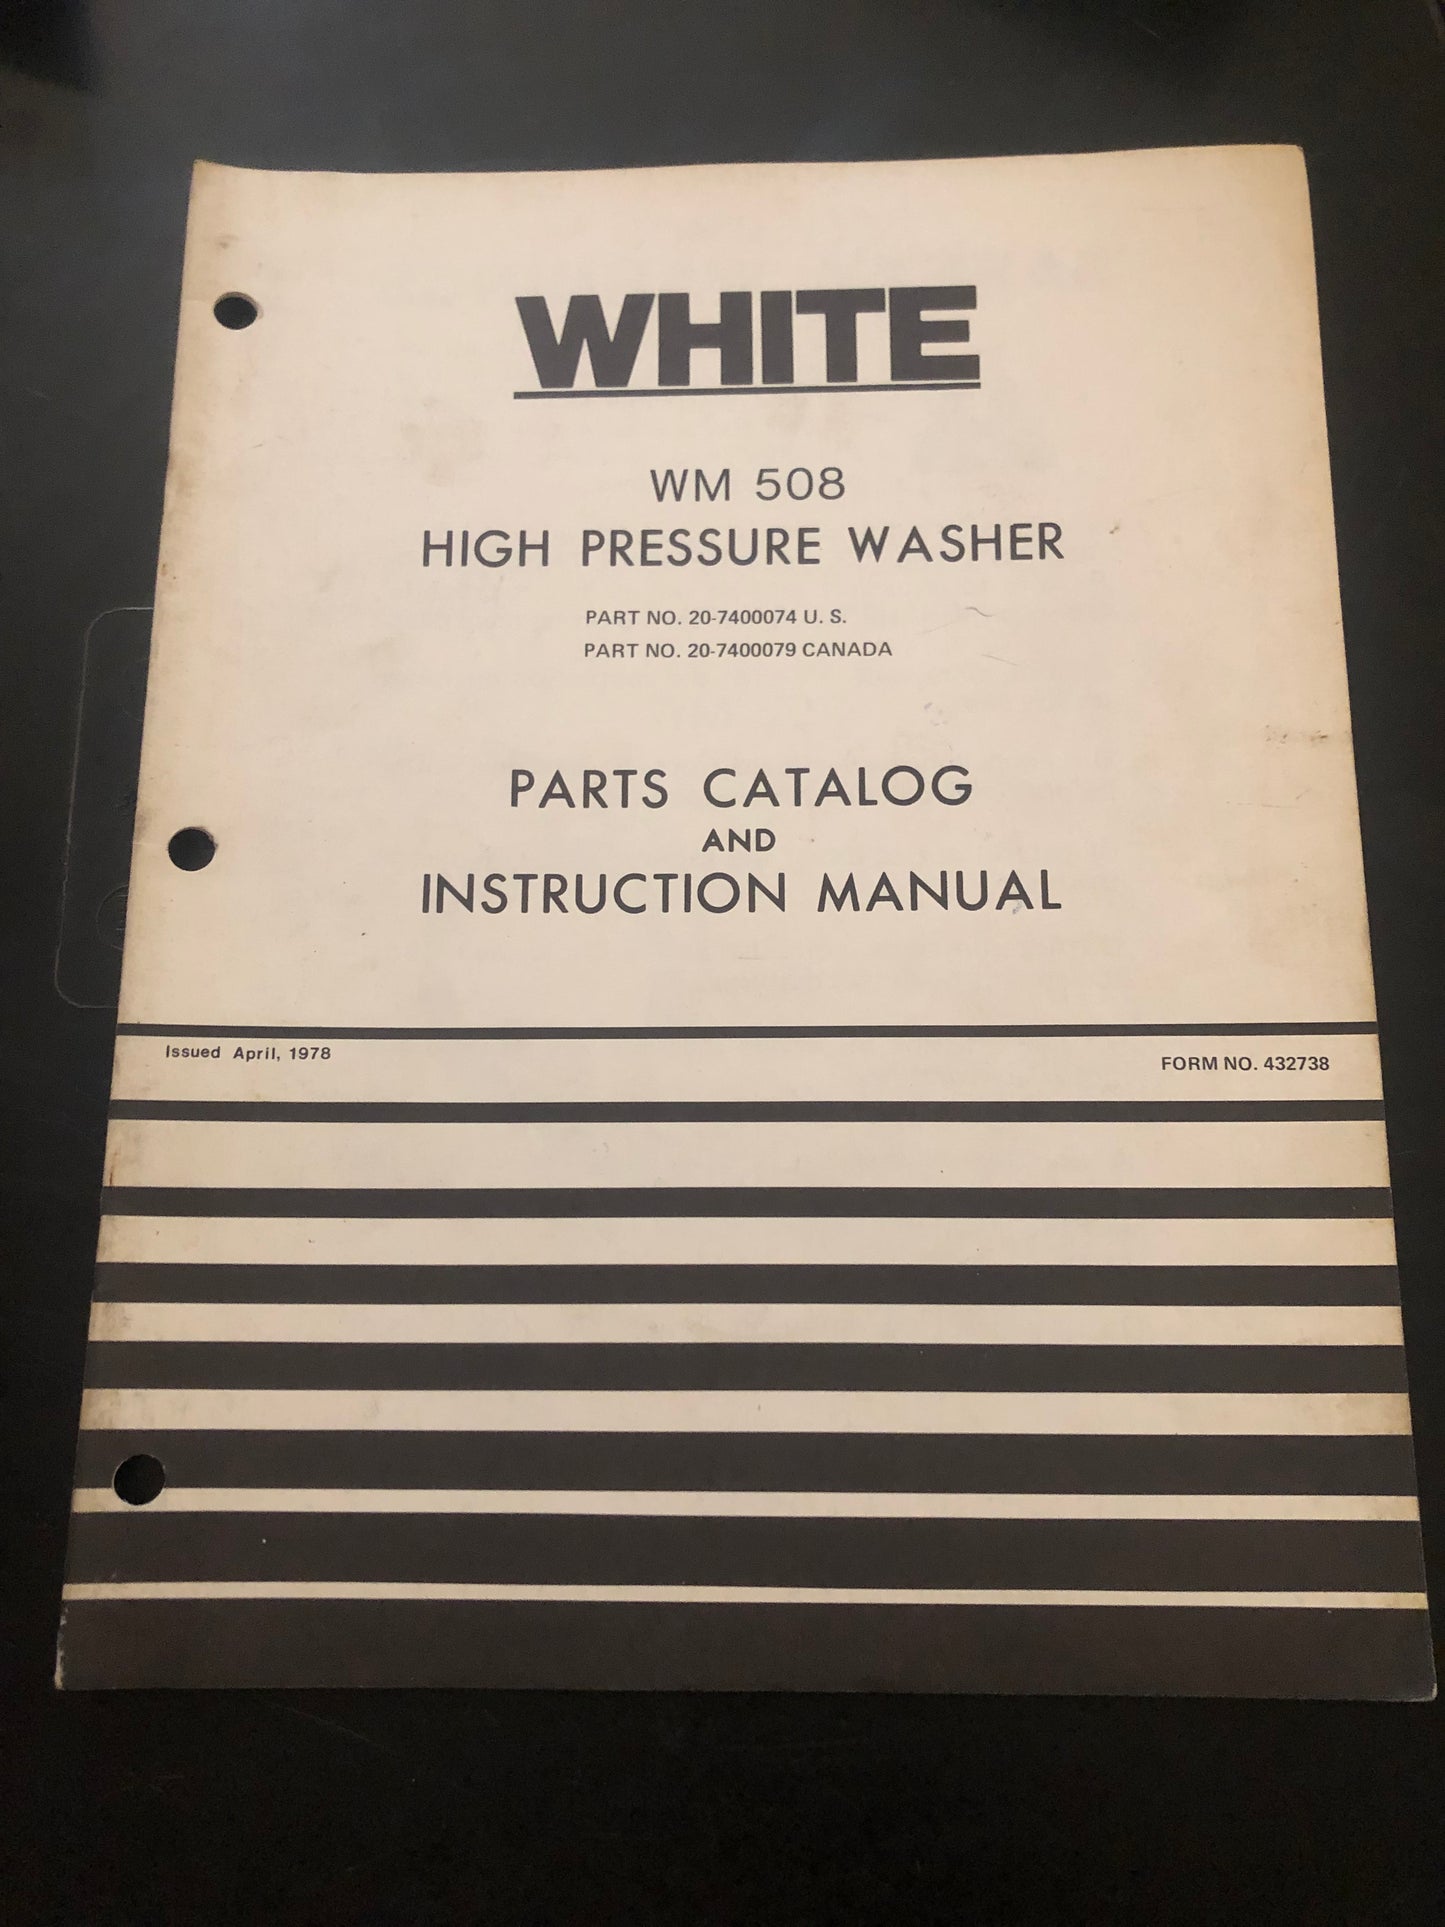 WHITE
WM 508
HIGH PRESSURE WASHER
PART NO. 20-7400074 U. S.
PART NO. 20-7400079 CANADA
PARTS CATALOG
AND
INSTRUCTION MANUAL
Issued April, 1978
FORM NO. 432738